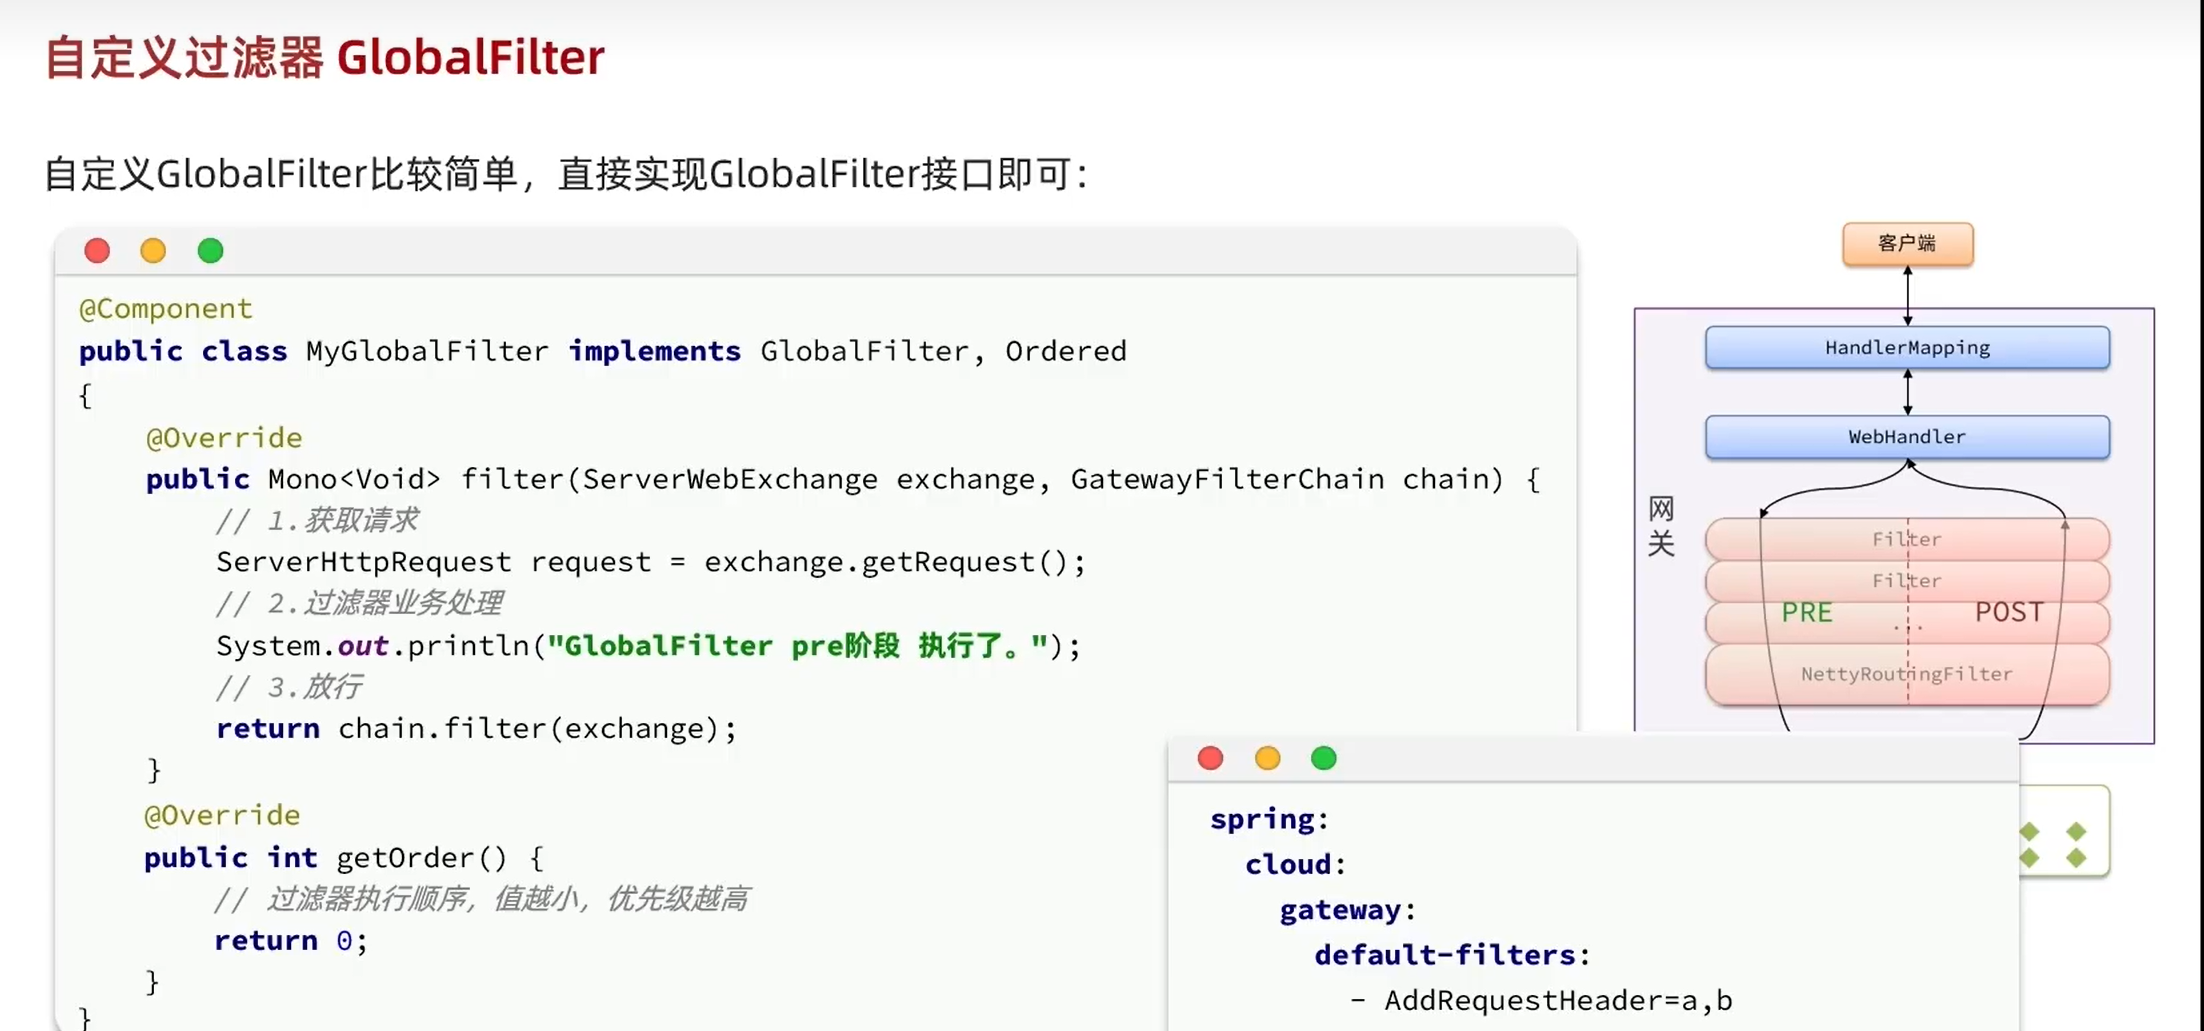 自定义过滤器 GlobalFilter
自定义GlobalFilter比较简单，直接实现GlobalFilter接口即可：
@Component
public class MyGlobalFilter implements GlobalFilter, Ordered
{
@Override
public Mono<Void> filter(ServerWebExchange exchange, GatewayFilterChain chain) {
// 1.获取请求
ServerHttpRequest request = exchange.getRequest();
// 2.过滤器业务处理
System.out.println("GlobalFilter pre阶段 执行了。");
// 3.放行
return chain.filter(exchange);
}
@Override
public int getOrder() {
// 过滤器执行顺序，值越小，优先级越高
return 0;
}
}
客户端
HandlerMapping
WebHandler
网
关
Filter
Filter
PRE
...
POST
NettyRoutingFilter
spring:
cloud:
gateway:
default-filters:
- AddRequestHeader=a,b